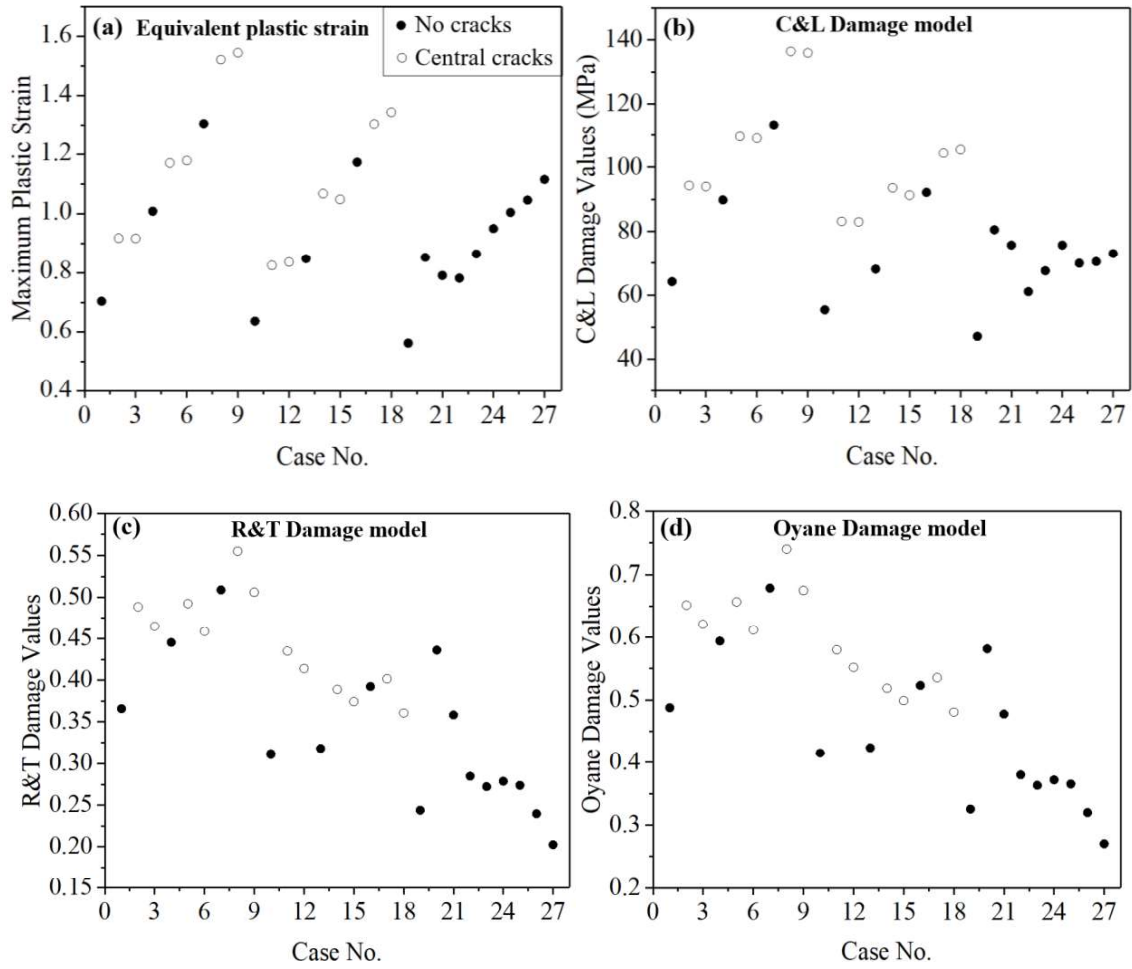 (a) Equivalent plastic strain
● No cracks
○ Central cracks
Maximum Plastic Strain
1.6
1.4
1.2
1.0
0.8
0.6
0.4
0 3 6 9 12 15 18 21 24 27
Case No.
(b) C&L Damage model
C&L Damage Values (MPa)
140
120
100
80
60
40
0 3 6 9 12 15 18 21 24 27
Case No.
(c) R&T Damage model
R&T Damage Values
0.60
0.55
0.50
0.45
0.40
0.35
0.30
0.25
0.20
0.15
0 3 6 9 12 15 18 21 24 27
Case No.
(d) Oyane Damage model
Oyane Damage Values
0.8
0.7
0.6
0.5
0.4
0.3
0.2
0 3 6 9 12 15 18 21 24 27
Case No.